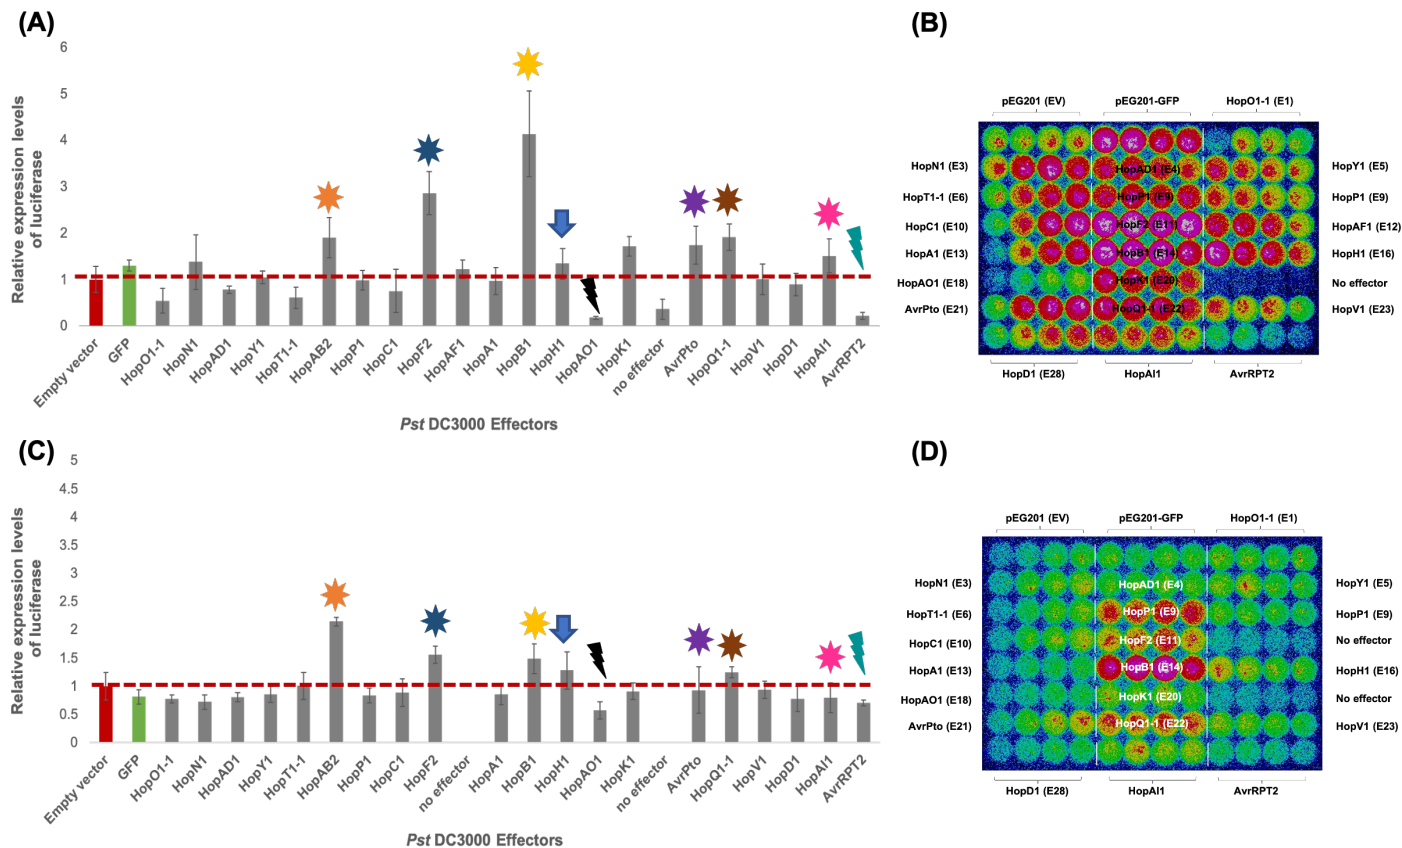 (A)
Relative expression levels
of luciferase
6
5
4
3
2
1
0
Empty vector
GFP
HopO1-1
HopN1
HopAD1
HopY1
HopT1-1
HopAB2
HopP1
HopC1
HopF2
HopAF1
HopA1
HopB1
HopH1
HopAO1
HopK1
no effector
AvrPto
HopQ1-1
HopV1
HopD1
HopAI1
AvrRPT2
Pst DC3000 Effectors
(B)
pEG201 (EV)
pEG201-GFP
HopO1-1 (E1)
HopN1 (E3)
HopAD1 (E4)
HopY1 (E5)
HopT1-1 (E6)
HopP1 (E9)
HopP1 (E9)
HopC1 (E10)
HopF2 (E11)
HopAF1 (E12)
HopA1 (E13)
HopB1 (E14)
HopH1 (E16)
HopAO1 (E18)
HopK1 (E20)
No effector
AvrPto (E21)
HopQ1-1 (E22)
HopV1 (E23)
HopD1 (E28)
HopAI1
AvrRPT2
(C)
Relative expression levels
of luciferase
5
4.5
4
3.5
3
2.5
2
1.5
1
0.5
0
Empty vector
GFP
HopO1-1
HopN1
HopAD1
HopY1
HopT1-1
HopAB2
HopP1
HopC1
HopF2
no effector
HopA1
HopB1
HopH1
HopAO1
HopK1
no effector
AvrPto
HopQ1-1
HopV1
HopD1
HopAI1
AvrRPT2
Pst DC3000 Effectors
(D)
pEG201 (EV)
pEG201-GFP
HopO1-1 (E1)
HopN1 (E3)
HopAD1 (E4)
HopY1 (E5)
HopT1-1 (E6)
HopP1 (E9)
HopP1 (E9)
HopC1 (E10)
HopF2 (E11)
No effector
HopA1 (E13)
HopB1 (E14)
HopH1 (E16)
HopAO1 (E18)
HopK1 (E20)
No effector
AvrPto (E21)
HopQ1-1 (E22)
HopV1 (E23)
HopD1 (E28)
HopAI1
AvrRPT2